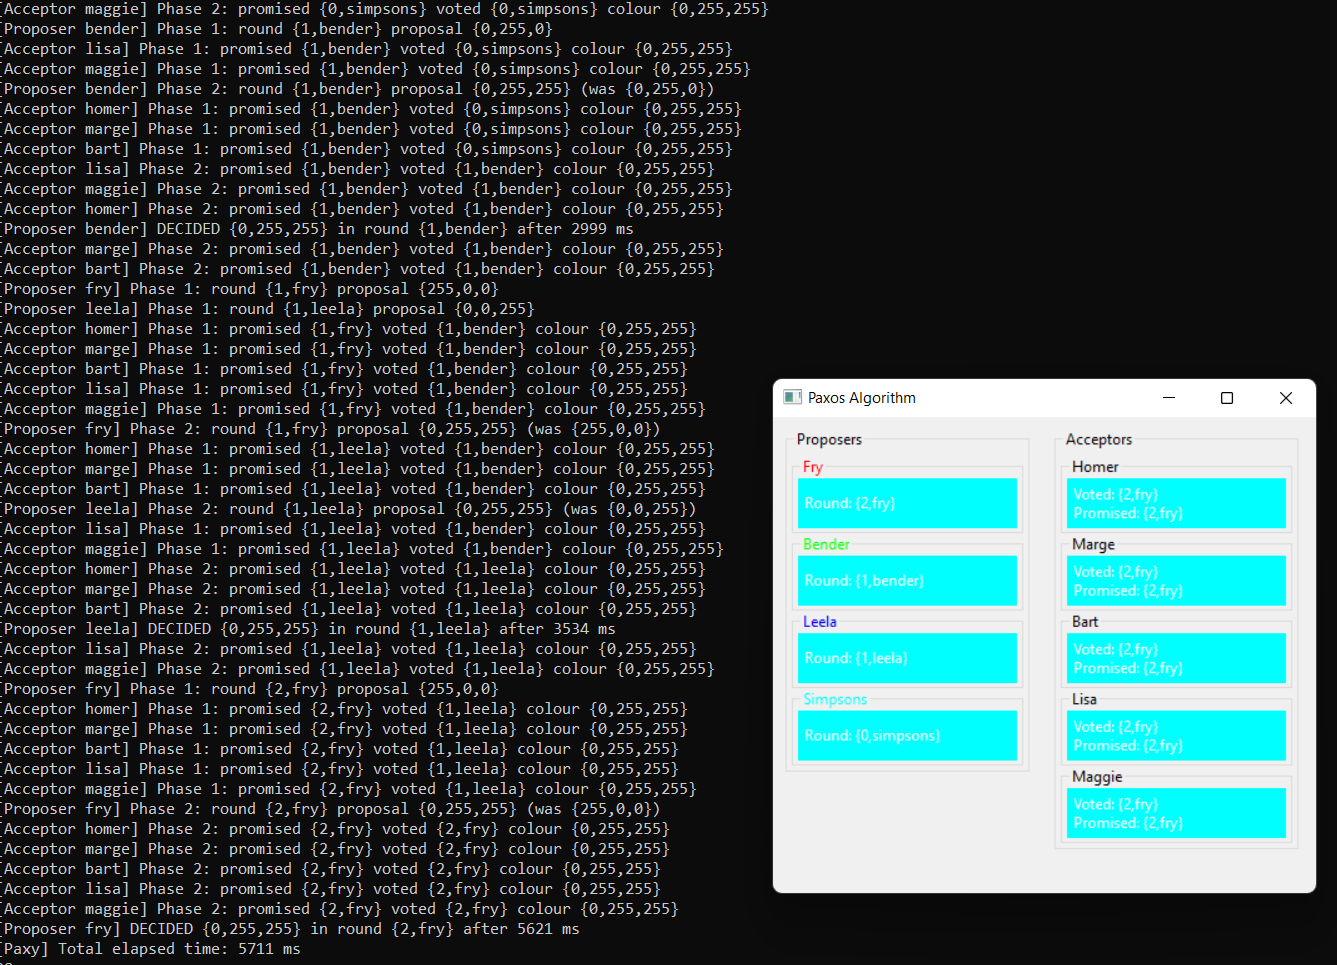 [Acceptor maggie] Phase 2: promised {0,simpsons} voted {0,simpsons} colour {0,255,255}
[Proposer bender] Phase 1: round {1,bender} proposal {0,255,0}
[Acceptor lisa] Phase 1: promised {1,bender} voted {0,simpsons} colour {0,255,255}
[Acceptor maggie] Phase 1: promised {1,bender} voted {0,simpsons} colour {0,255,255}
[Proposer bender] Phase 2: round {1,bender} proposal {0,255,255} (was {0,255,0})
[Acceptor homer] Phase 1: promised {1,bender} voted {0,simpsons} colour {0,255,255}
[Acceptor marge] Phase 1: promised {1,bender} voted {0,simpsons} colour {0,255,255}
[Acceptor bart] Phase 1: promised {1,bender} voted {0,simpsons} colour {0,255,255}
[Acceptor lisa] Phase 2: promised {1,bender} voted {1,bender} colour {0,255,255}
[Acceptor maggie] Phase 2: promised {1,bender} voted {1,bender} colour {0,255,255}
[Acceptor homer] Phase 2: promised {1,bender} voted {1,bender} colour {0,255,255}
[Proposer bender] DECIDED {0,255,255} in round {1,bender} after 2999 ms
[Acceptor marge] Phase 2: promised {1,bender} voted {1,bender} colour {0,255,255}
[Acceptor bart] Phase 2: promised {1,bender} voted {1,bender} colour {0,255,255}
[Proposer fry] Phase 1: round {1,fry} proposal {255,0,0}
[Proposer leela] Phase 1: round {1,leela} proposal {0,0,255}
[Acceptor homer] Phase 1: promised {1,fry} voted {1,bender} colour {0,255,255}
[Acceptor marge] Phase 1: promised {1,fry} voted {1,bender} colour {0,255,255}
[Acceptor bart] Phase 1: promised {1,fry} voted {1,bender} colour {0,255,255}
[Acceptor lisa] Phase 1: promised {1,fry} voted {1,bender} colour {0,255,255}
[Acceptor maggie] Phase 1: promised {1,fry} voted {1,bender} colour {0,255,255}
[Proposer fry] Phase 2: round {1,fry} proposal {0,255,255} (was {255,0,0})
[Acceptor homer] Phase 1: promised {1,leela} voted {1,bender} colour {0,255,255}
[Acceptor marge] Phase 1: promised {1,leela} voted {1,bender} colour {0,255,255}
[Acceptor bart] Phase 1: promised {1,leela} voted {1,bender} colour {0,255,255}
[Proposer leela] Phase 2: round {1,leela} proposal {0,255,255} (was {0,0,255})
[Acceptor lisa] Phase 1: promised {1,leela} voted {1,bender} colour {0,255,255}
[Acceptor maggie] Phase 1: promised {1,leela} voted {1,bender} colour {0,255,255}
[Acceptor homer] Phase 2: promised {1,leela} voted {1,leela} colour {0,255,255}
[Acceptor marge] Phase 2: promised {1,leela} voted {1,leela} colour {0,255,255}
[Acceptor bart] Phase 2: promised {1,leela} voted {1,leela} colour {0,255,255}
[Proposer leela] DECIDED {0,255,255} in round {1,leela} after 3534 ms
[Acceptor lisa] Phase 2: promised {1,leela} voted {1,leela} colour {0,255,255}
[Acceptor maggie] Phase 2: promised {1,leela} voted {1,leela} colour {0,255,255}
[Proposer fry] Phase 1: round {2,fry} proposal {255,0,0}
[Acceptor homer] Phase 1: promised {2,fry} voted {1,leela} colour {0,255,255}
[Acceptor marge] Phase 1: promised {2,fry} voted {1,leela} colour {0,255,255}
[Acceptor bart] Phase 1: promised {2,fry} voted {1,leela} colour {0,255,255}
[Acceptor lisa] Phase 1: promised {2,fry} voted {1,leela} colour {0,255,255}
[Acceptor maggie] Phase 1: promised {2,fry} voted {1,leela} colour {0,255,255}
[Proposer fry] Phase 2: round {2,fry} proposal {0,255,255} (was {255,0,0})
[Acceptor homer] Phase 2: promised {2,fry} voted {2,fry} colour {0,255,255}
[Acceptor marge] Phase 2: promised {2,fry} voted {2,fry} colour {0,255,255}
[Acceptor bart] Phase 2: promised {2,fry} voted {2,fry} colour {0,255,255}
[Acceptor lisa] Phase 2: promised {2,fry} voted {2,fry} colour {0,255,255}
[Acceptor maggie] Phase 2: promised {2,fry} voted {2,fry} colour {0,255,255}
[Proposer fry] DECIDED {0,255,255} in round {2,fry} after 5621 ms
[Paxy] Total elapsed time: 5711 ms
Paxos Algorithm
Proposers
Fry
Round: {2,fry}
Bender
Round: {1,bender}
Leela
Round: {1,leela}
Simpsons
Round: {0,simpsons}
Acceptors
Homer
Voted: {2,fry}
Promised: {2,fry}
Marge
Voted: {2,fry}
Promised: {2,fry}
Bart
Voted: {2,fry}
Promised: {2,fry}
Lisa
Voted: {2,fry}
Promised: {2,fry}
Maggie
Voted: {2,fry}
Promised: {2,fry}